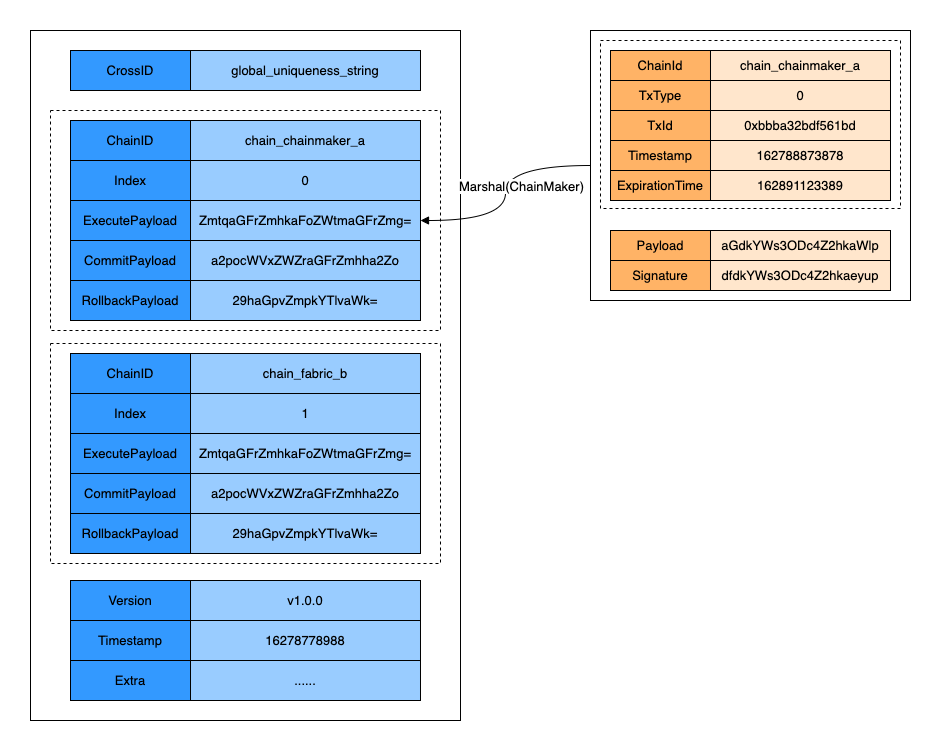 CrossID global_uniqueness_string
ChainID chain_chainmaker_a
Index 0
ExecutePayload ZmtqaGFrZmhkaFoZWtmaGFrZmg=
CommitPayload a2pocWVxZWZraGFrZmhha2Zo
RollbackPayload 29haGpvZmpkYTlvaWk=
ChainID chain_fabric_b
Index 1
ExecutePayload ZmtqaGFrZmhkaFoZWtmaGFrZmg=
CommitPayload a2pocWVxZWZraGFrZmhha2Zo
RollbackPayload 29haGpvZmpkYTlvaWk=
Version v1.0.0
Timestamp 16278778988
Extra ......
Marshal(ChainMaker)
ChainId chain_chainmaker_a
TxType 0
TxId 0xbbba32bdf561bd
Timestamp 162788873878
ExpirationTime 162891123389
Payload aGdkYWs3ODc4Z2hkaWlp
Signature dfdkYWs3ODc4Z2hkaeyup